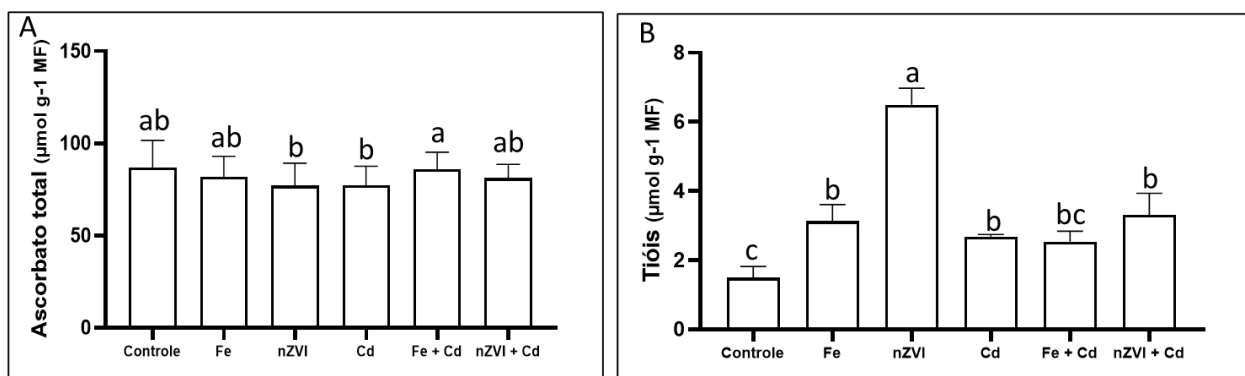 A
Ascorbato total (µmol g-1 MF)
150
100
50
0
ab
ab
b
b
a
ab
Controle
Fe
nZVI
Cd
Fe + Cd
nZVI + Cd
B
Tióis (µmol g-1 MF)
8
6
4
2
0
c
b
a
b
bc
b
Controle
Fe
nZVI
Cd
Fe + Cd
nZVI + Cd